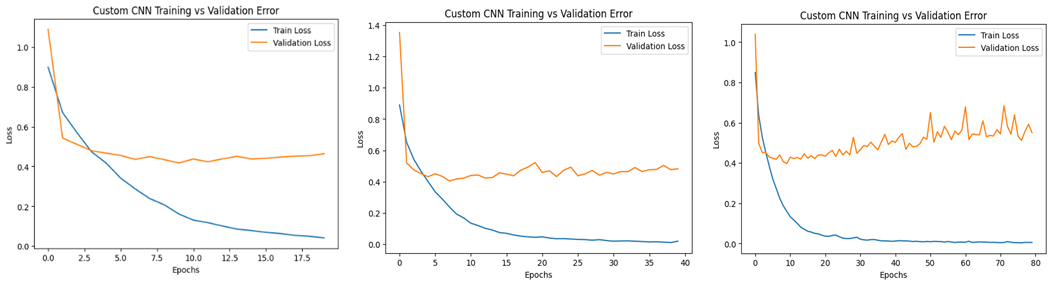 Custom CNN Training vs Validation Error
Train Loss
Validation Loss
1.0
0.8
0.6
0.4
0.2
0.0
Loss
0.0 2.5 5.0 7.5 10.0 12.5 15.0 17.5
Epochs
Custom CNN Training vs Validation Error
Train Loss
Validation Loss
1.4
1.2
1.0
0.8
0.6
0.4
0.2
0.0
Loss
0 5 10 15 20 25 30 35 40
Epochs
Custom CNN Training vs Validation Error
Train Loss
Validation Loss
1.0
0.8
0.6
0.4
0.2
0.0
Loss
0 10 20 30 40 50 60 70 80
Epochs